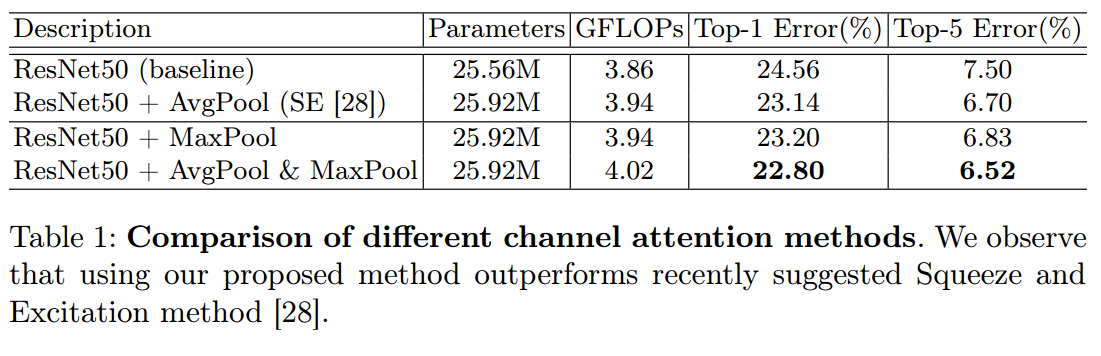 Description Parameters GFLOPs Top-1 Error(%) Top-5 Error(%)
ResNet50 (baseline) 25.56M 3.86 24.56 7.50
ResNet50 + AvgPool (SE [28]) 25.92M 3.94 23.14 6.70
ResNet50 + MaxPool 25.92M 3.94 23.20 6.83
ResNet50 + AvgPool & MaxPool 25.92M 4.02 22.80 6.52
Table 1: Comparison of different channel attention methods. We observe
that using our proposed method outperforms recently suggested Squeeze and
Excitation method [28].